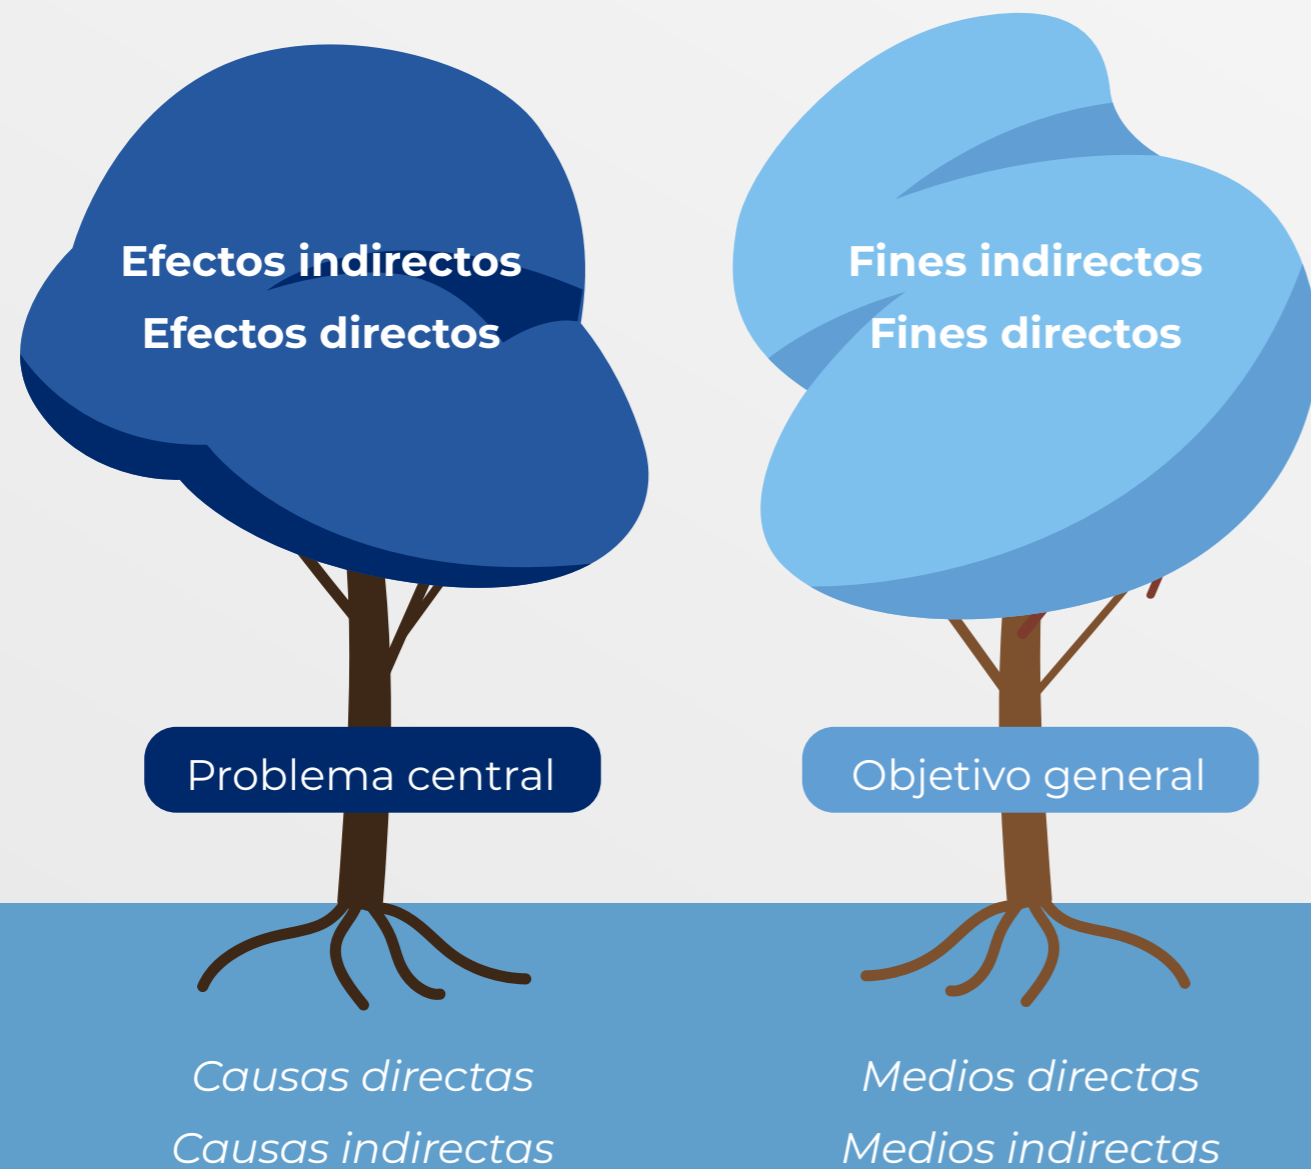 Efectos indirectos
Efectos directos
Problema central
Causas directas
Causas indirectas
Fines indirectos
Fines directos
Objetivo general
Medios directas
Medios indirectas